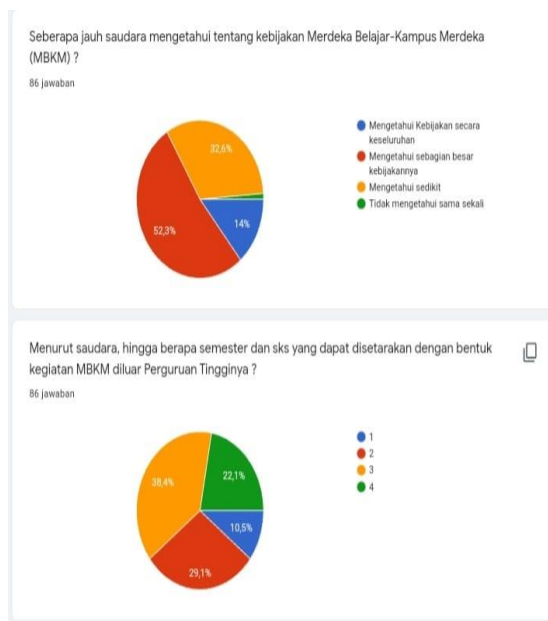 Seberapa jauh saudara mengetahui tentang kebijakan Merdeka Belajar-Kampus Merdeka
(MBKM) ?
86 jawaban
32,6%
52,3%
14%
Mengetahui Kebijakan secara
keseluruhan
Mengetahui sebagian besar
kebijakannya
Mengetahui sedikit
Tidak mengetahui sama sekali
Menurut saudara, hingga berapa semester dan sks yang dapat disetarakan dengan bentuk
kegiatan MBKM diluar Perguruan Tingginya ?
86 jawaban
38,4%
22,1%
10,5%
29,1%
1
2
3
4